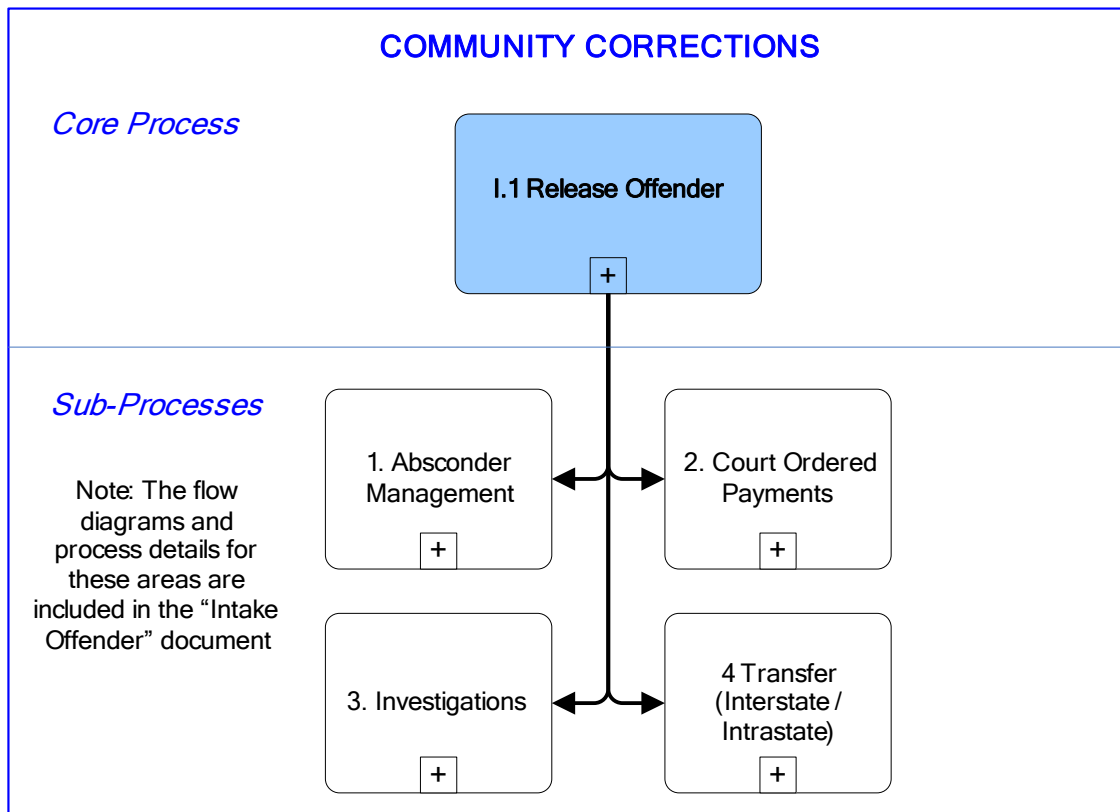 COMMUNITY CORRECTIONS
Core Process
I.1 Release Offender
+
Sub-Processes
Note: The flow
diagrams and
process details for
these areas are
included in the “Intake
Offender” document
1. Absconder
Management
+
2. Court Ordered
Payments
+
3. Investigations
+
4 Transfer
(Interstate /
Intrastate)
+